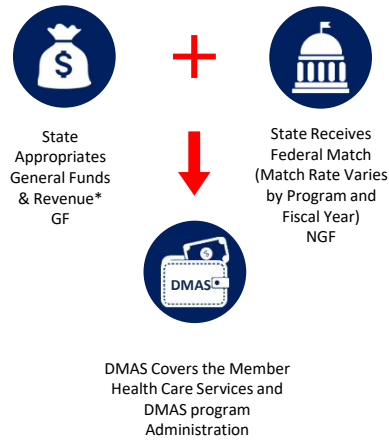 $
State
Appropriates
General Funds
& Revenue*
GF
State Receives
Federal Match
(Match Rate Varies
by Program and
Fiscal Year)
NGF
$
DMAS
DMAS Covers the Member
Health Care Services and
DMAS program
Administration